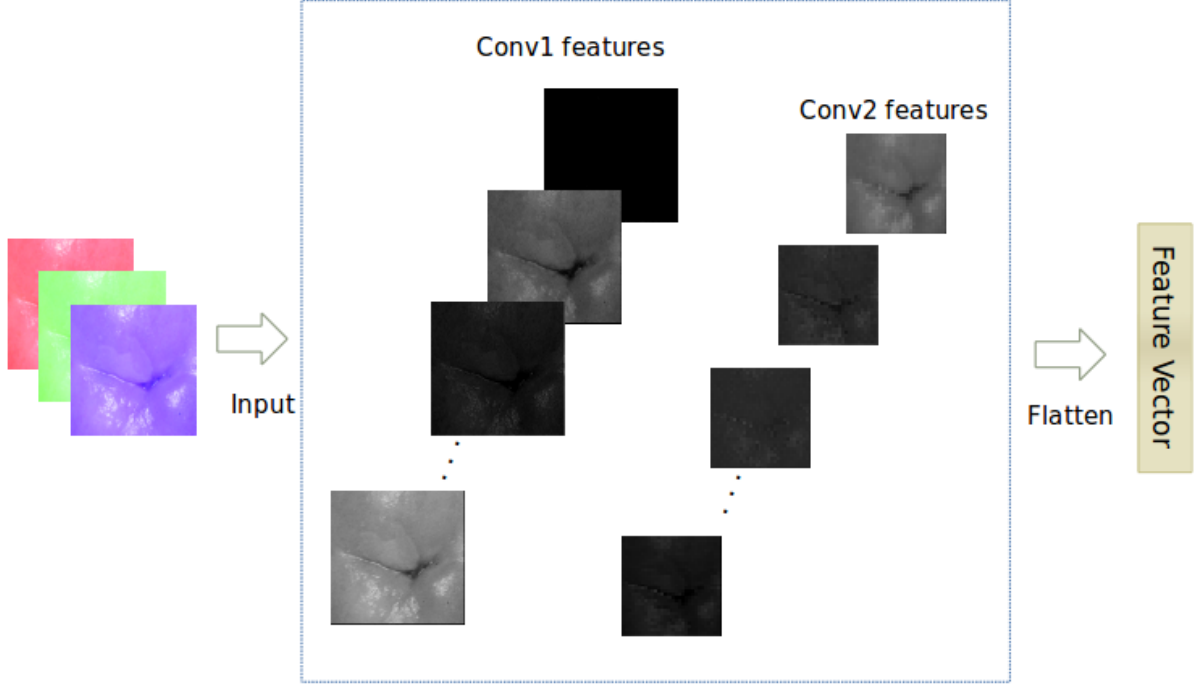 Conv1 features
Conv2 features
Input
Flatten
Feature Vector